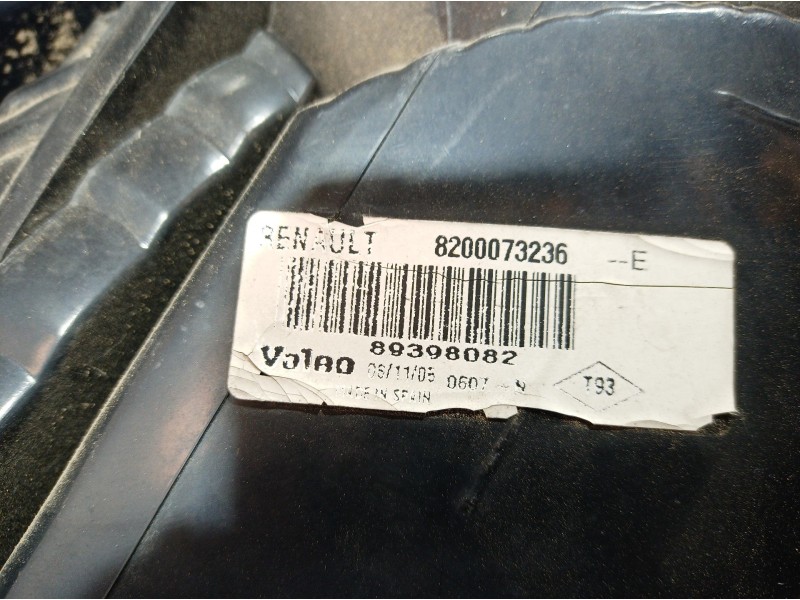 RENAULT 8200073236 --E
89398082
Valeo 06/11/05 0607 - N T93
MADE IN SPAIN